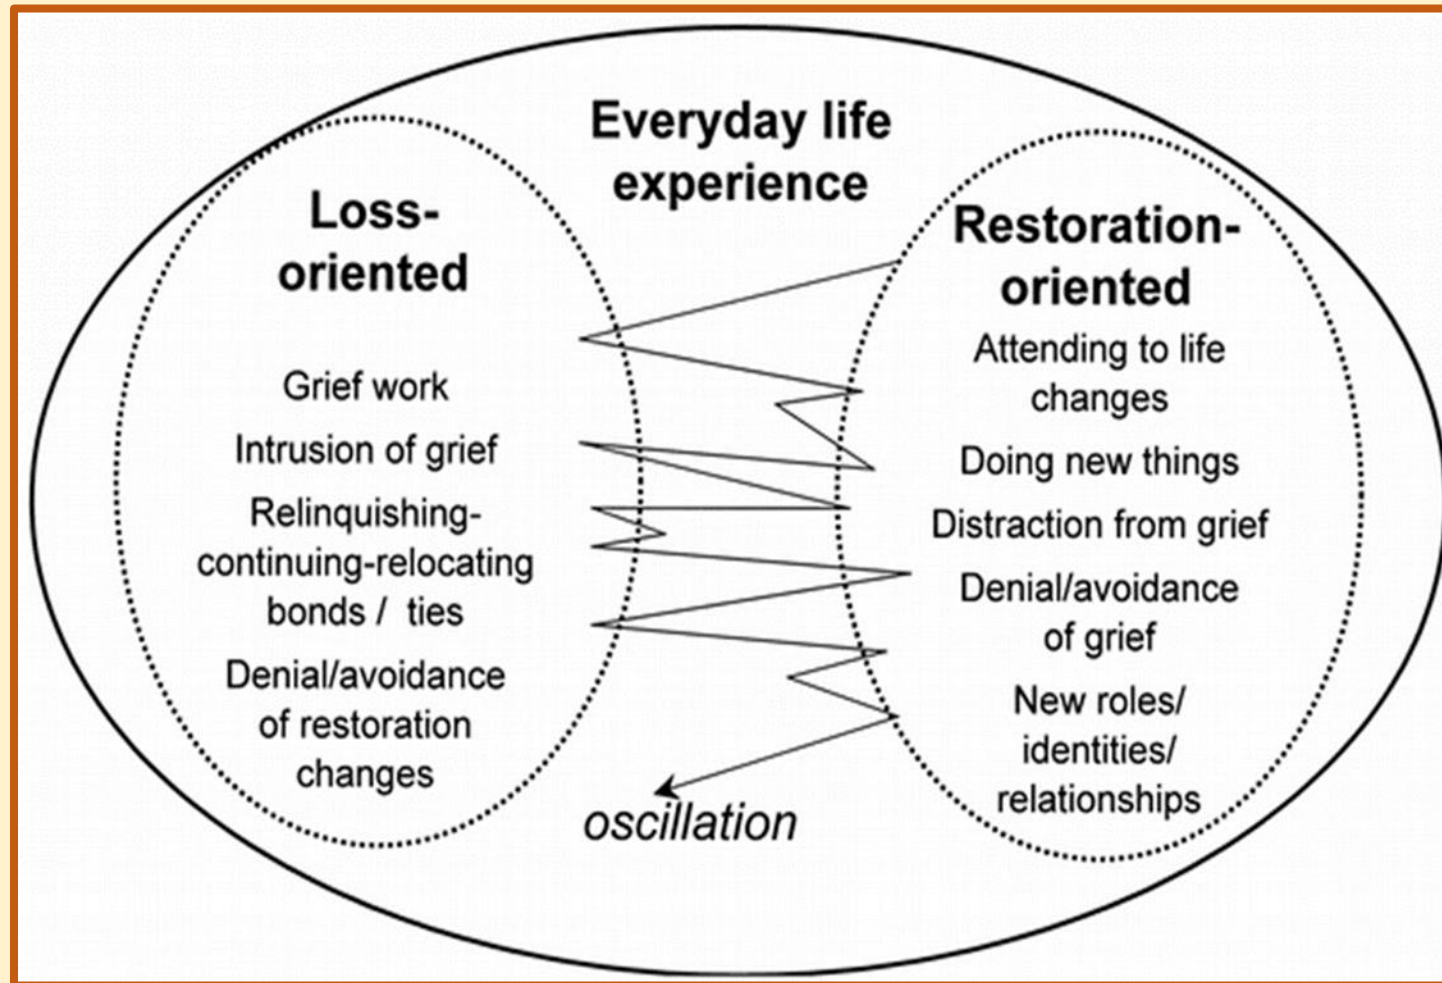 Everyday life
experience
Loss-
oriented
Grief work
Intrusion of grief
Relinquishing-
continuing-relocating
bonds / ties
Denial/avoidance
of restoration
changes
Restoration-
oriented
Attending to life
changes
Doing new things
Distraction from grief
Denial/avoidance
of grief
New roles/
identities/
relationships
oscillation